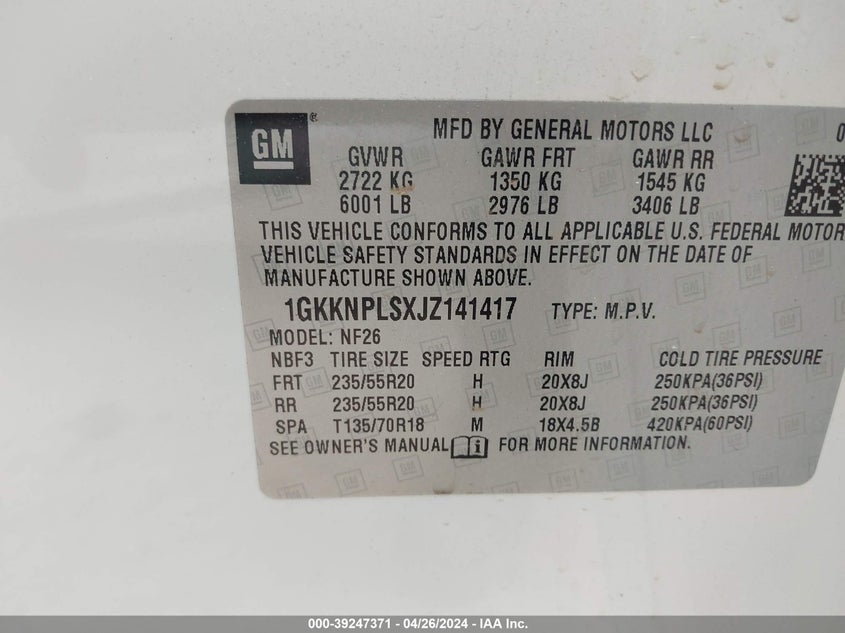 GM ® MFD BY GENERAL MOTORS LLC 0
GVWR GAWR FRT GAWR RR
2722 KG 1350 KG 1545 KG
6001 LB 2976 LB 3406 LB
THIS VEHICLE CONFORMS TO ALL APPLICABLE U.S. FEDERAL MOTOR
VEHICLE SAFETY STANDARDS IN EFFECT ON THE DATE OF
MANUFACTURE SHOWN ABOVE.
1GKKNPLSXJZ141417 TYPE: M.P.V.
MODEL: NF26
NBF3 TIRE SIZE SPEED RTG RIM COLD TIRE PRESSURE
FRT 235/55R20 H 20X8J 250KPA(36PSI)
RR 235/55R20 H 20X8J 250KPA(36PSI)
SPA T135/70R18 M 18X4.5B 420KPA(60PSI)
SEE OWNER'S MANUAL FOR MORE INFORMATION.
000-39247371 - 04/26/2024 - IAA Inc.